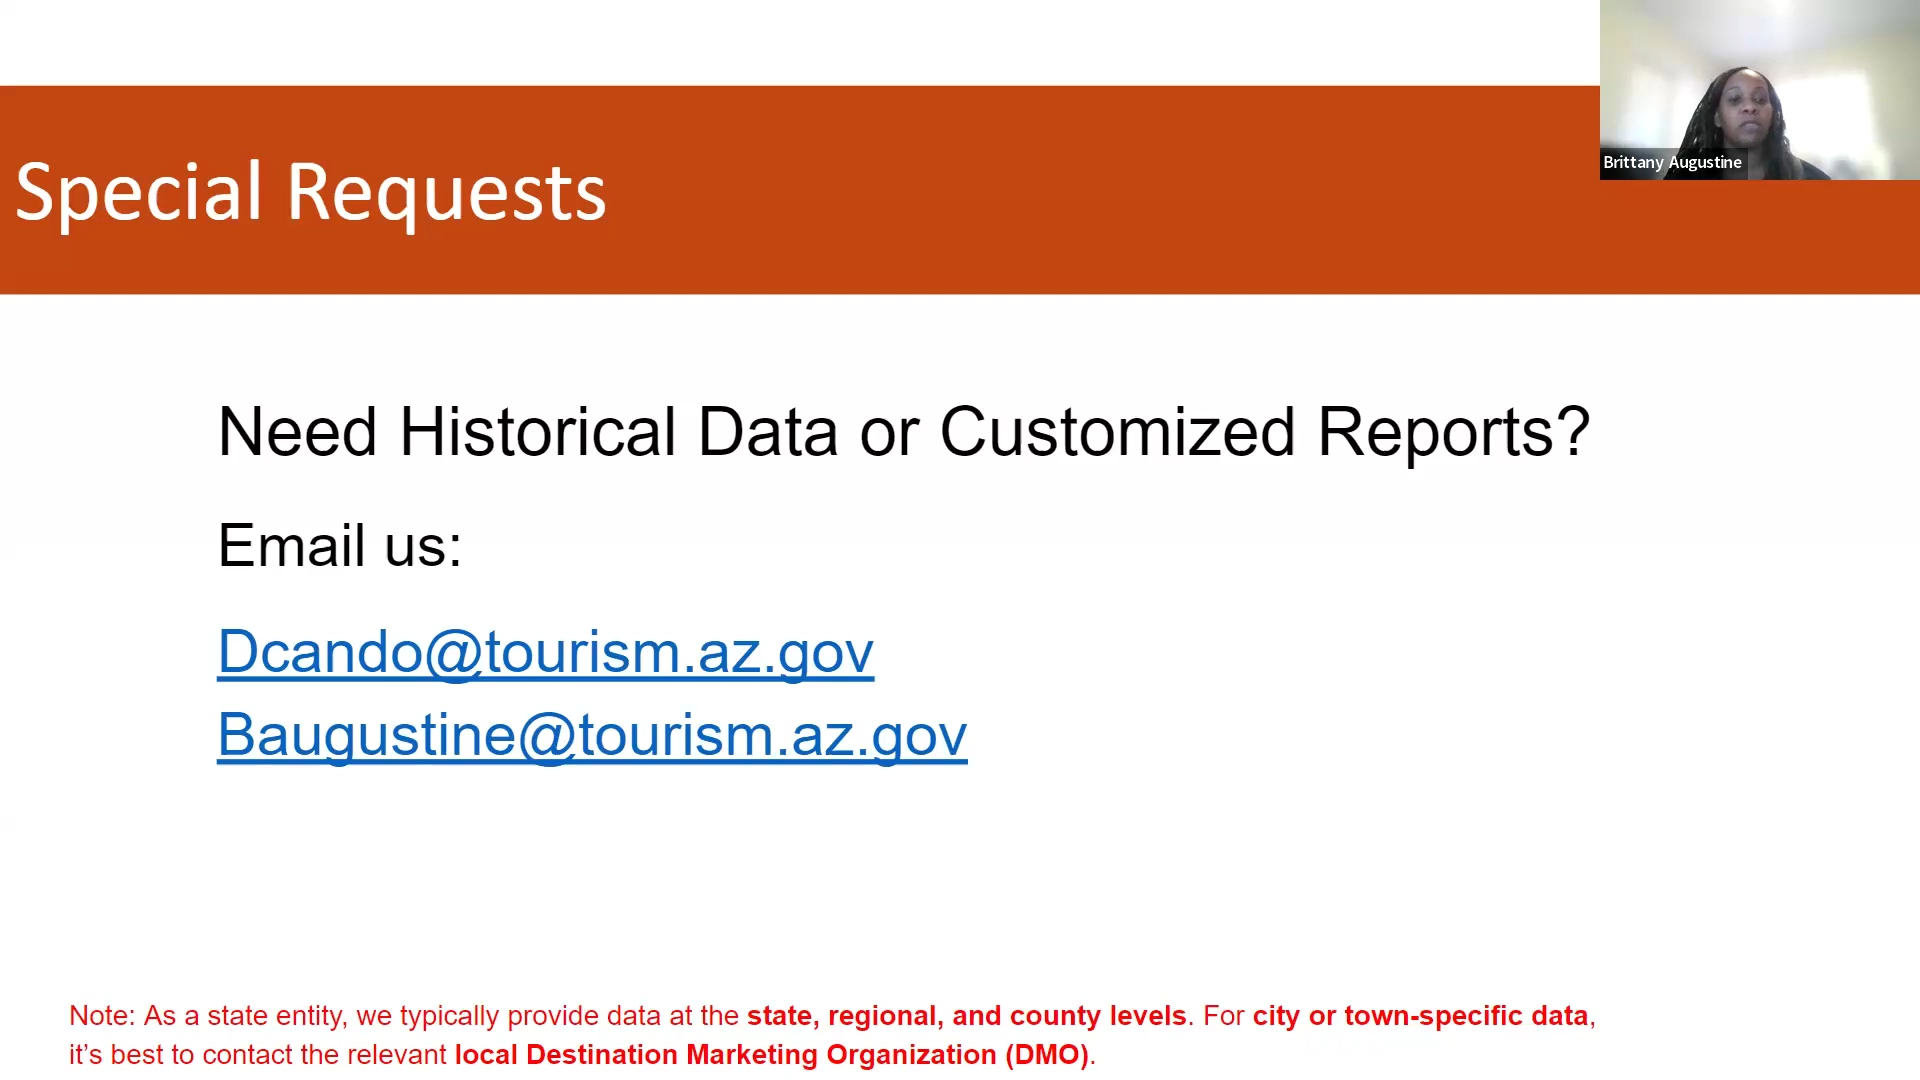 Special Requests
Brittany Augustine
Need Historical Data or Customized Reports?
Email us:
Dcando@tourism.az.gov
Baugustine@tourism.az.gov
Note: As a state entity, we typically provide data at the state, regional, and county levels. For city or town-specific data,
it’s best to contact the relevant local Destination Marketing Organization (DMO).